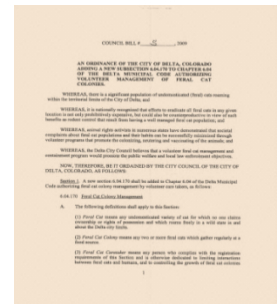 COUNCIL BILL # 15, 2009
AN ORDINANCE OF THE CITY OF DELTA, COLORADO
ADDING A NEW SUBSECTION 6.04.170 TO CHAPTER 6.04
OF THE DELTA MUNICIPAL CODE AUTHORIZING
VOLUNTEER MANAGEMENT OF FERAL CAT
COLONIES.
WHEREAS, there is a significant population of undomesticated (feral) cats roaming
within the territorial limits of the City of Delta; and
WHEREAS, it is nationally recognized that efforts to eradicate all feral cats in any given
location is not only prohibitively expensive, but could also be counterproductive in view of such
benefits as rodent control that result from having a well managed feral cat population; and
WHEREAS, animal rights activists in numerous states have demonstrated that societal
complaints about feral cat populations and their habits can be successfully minimized through
volunteer programs that promote the colonizing, neutering and vaccinating of the animals; and
WHEREAS, the Delta City Council believes that a volunteer feral cat management and
containment program would promote the public welfare and local law enforcement objectives.
NOW, THEREFORE, BE IT ORDAINED BY THE CITY COUNCIL OF THE CITY OF
DELTA, COLORADO, AS FOLLOWS:
Section 1. A new section 6.04.170 shall be added to Chapter 6.04 of the Delta Municipal
Code authorizing feral cat colony management by volunteer care takers, as follows:
6.04.170 Feral Cat Colony Management
A. The following definitions shall apply to this Section:
(1) Feral Cat means any undomesticated variety of cat for which no one claims
ownership or rights of possession and which roams freely in a wild state in and
about the Delta city limits.
(2) Feral Cat Colony means any two or more feral cats which gather regularly at a
food source.
(3) Feral Cat Caretaker means any person who complies with the registration
requirements of this Section and is otherwise dedicated to limiting interactions
between feral cats and humans, and to controlling the growth of feral cat colonies
1